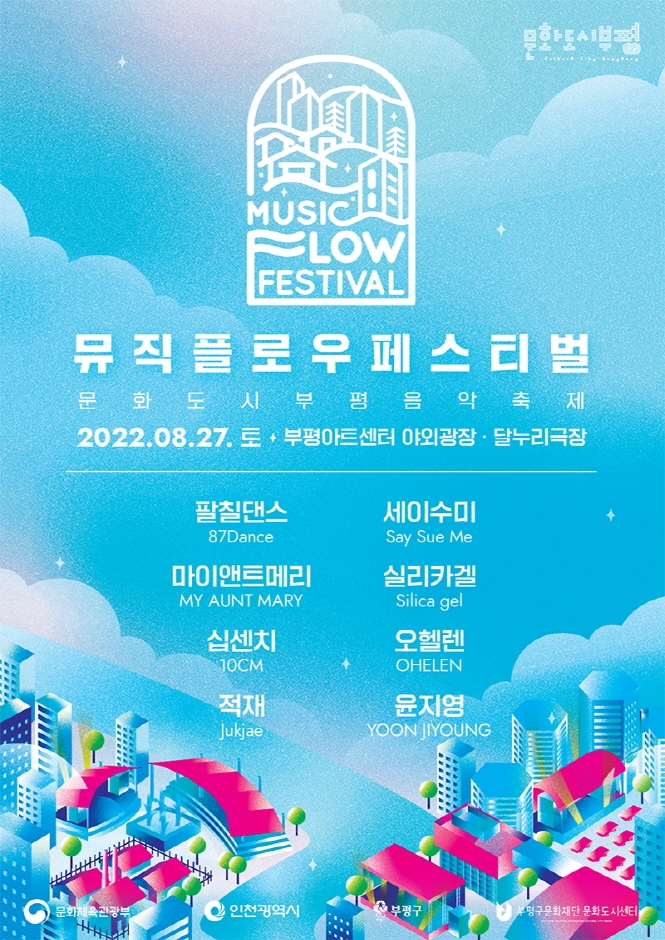 문화도시부평
Culture City Bupyeong
MUSIC
FLOW
FESTIVAL
뮤직플로우페스티벌
문화도시부평음악축제
2022.08.27. 토 + 부평아트센터 야외광장 · 달누리극장
팔칠댄스 세이수미
87Dance Say Sue Me
마이앤트메리 실리카겔
MY AUNT MARY Silica gel
십센치 오헬렌
10CM OHELEN
적재 윤지영
Jukjae YOON JIYOUNG
문화체육관광부 인천광역시 부평구 부평구문화재단 문화도시센터